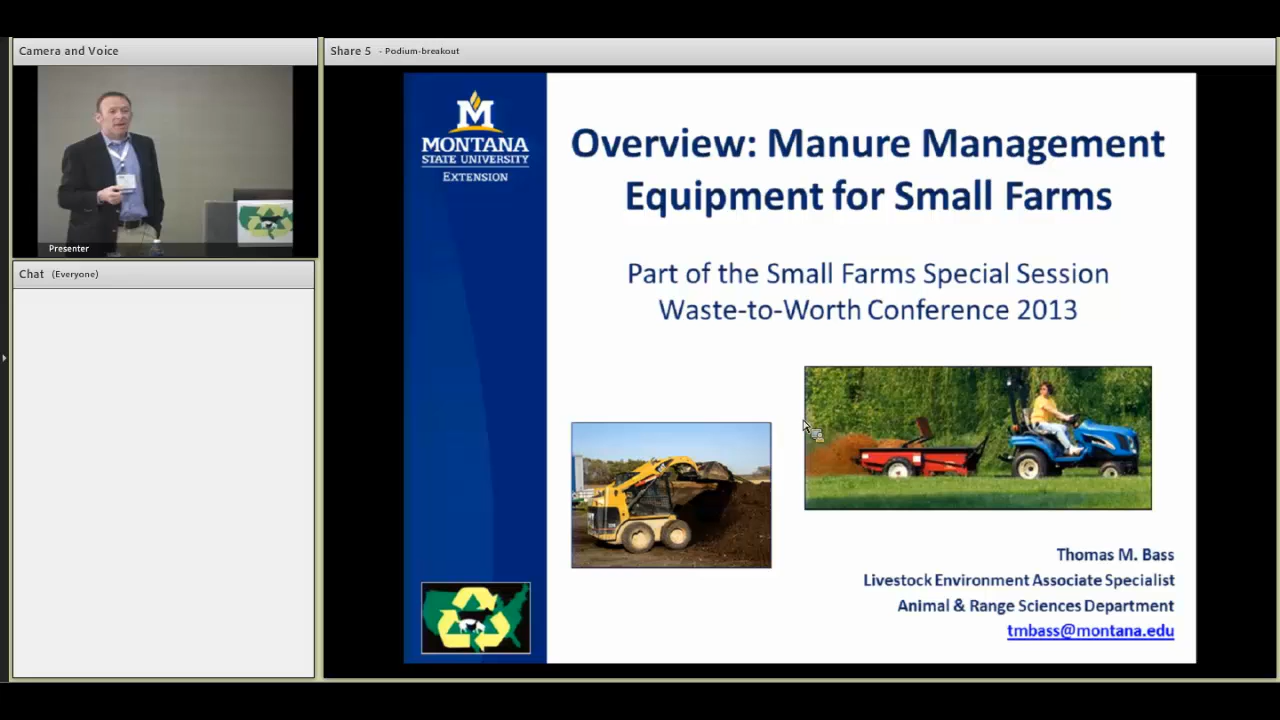 Camera and Voice
Presenter
Chat (Everyone)
Share 5 - Podium-breakout
M
MONTANA
STATE UNIVERSITY
EXTENSION
Overview: Manure Management
Equipment for Small Farms
Part of the Small Farms Special Session
Waste-to-Worth Conference 2013
Thomas M. Bass
Livestock Environment Associate Specialist
Animal & Range Sciences Department
tmbass@montana.edu